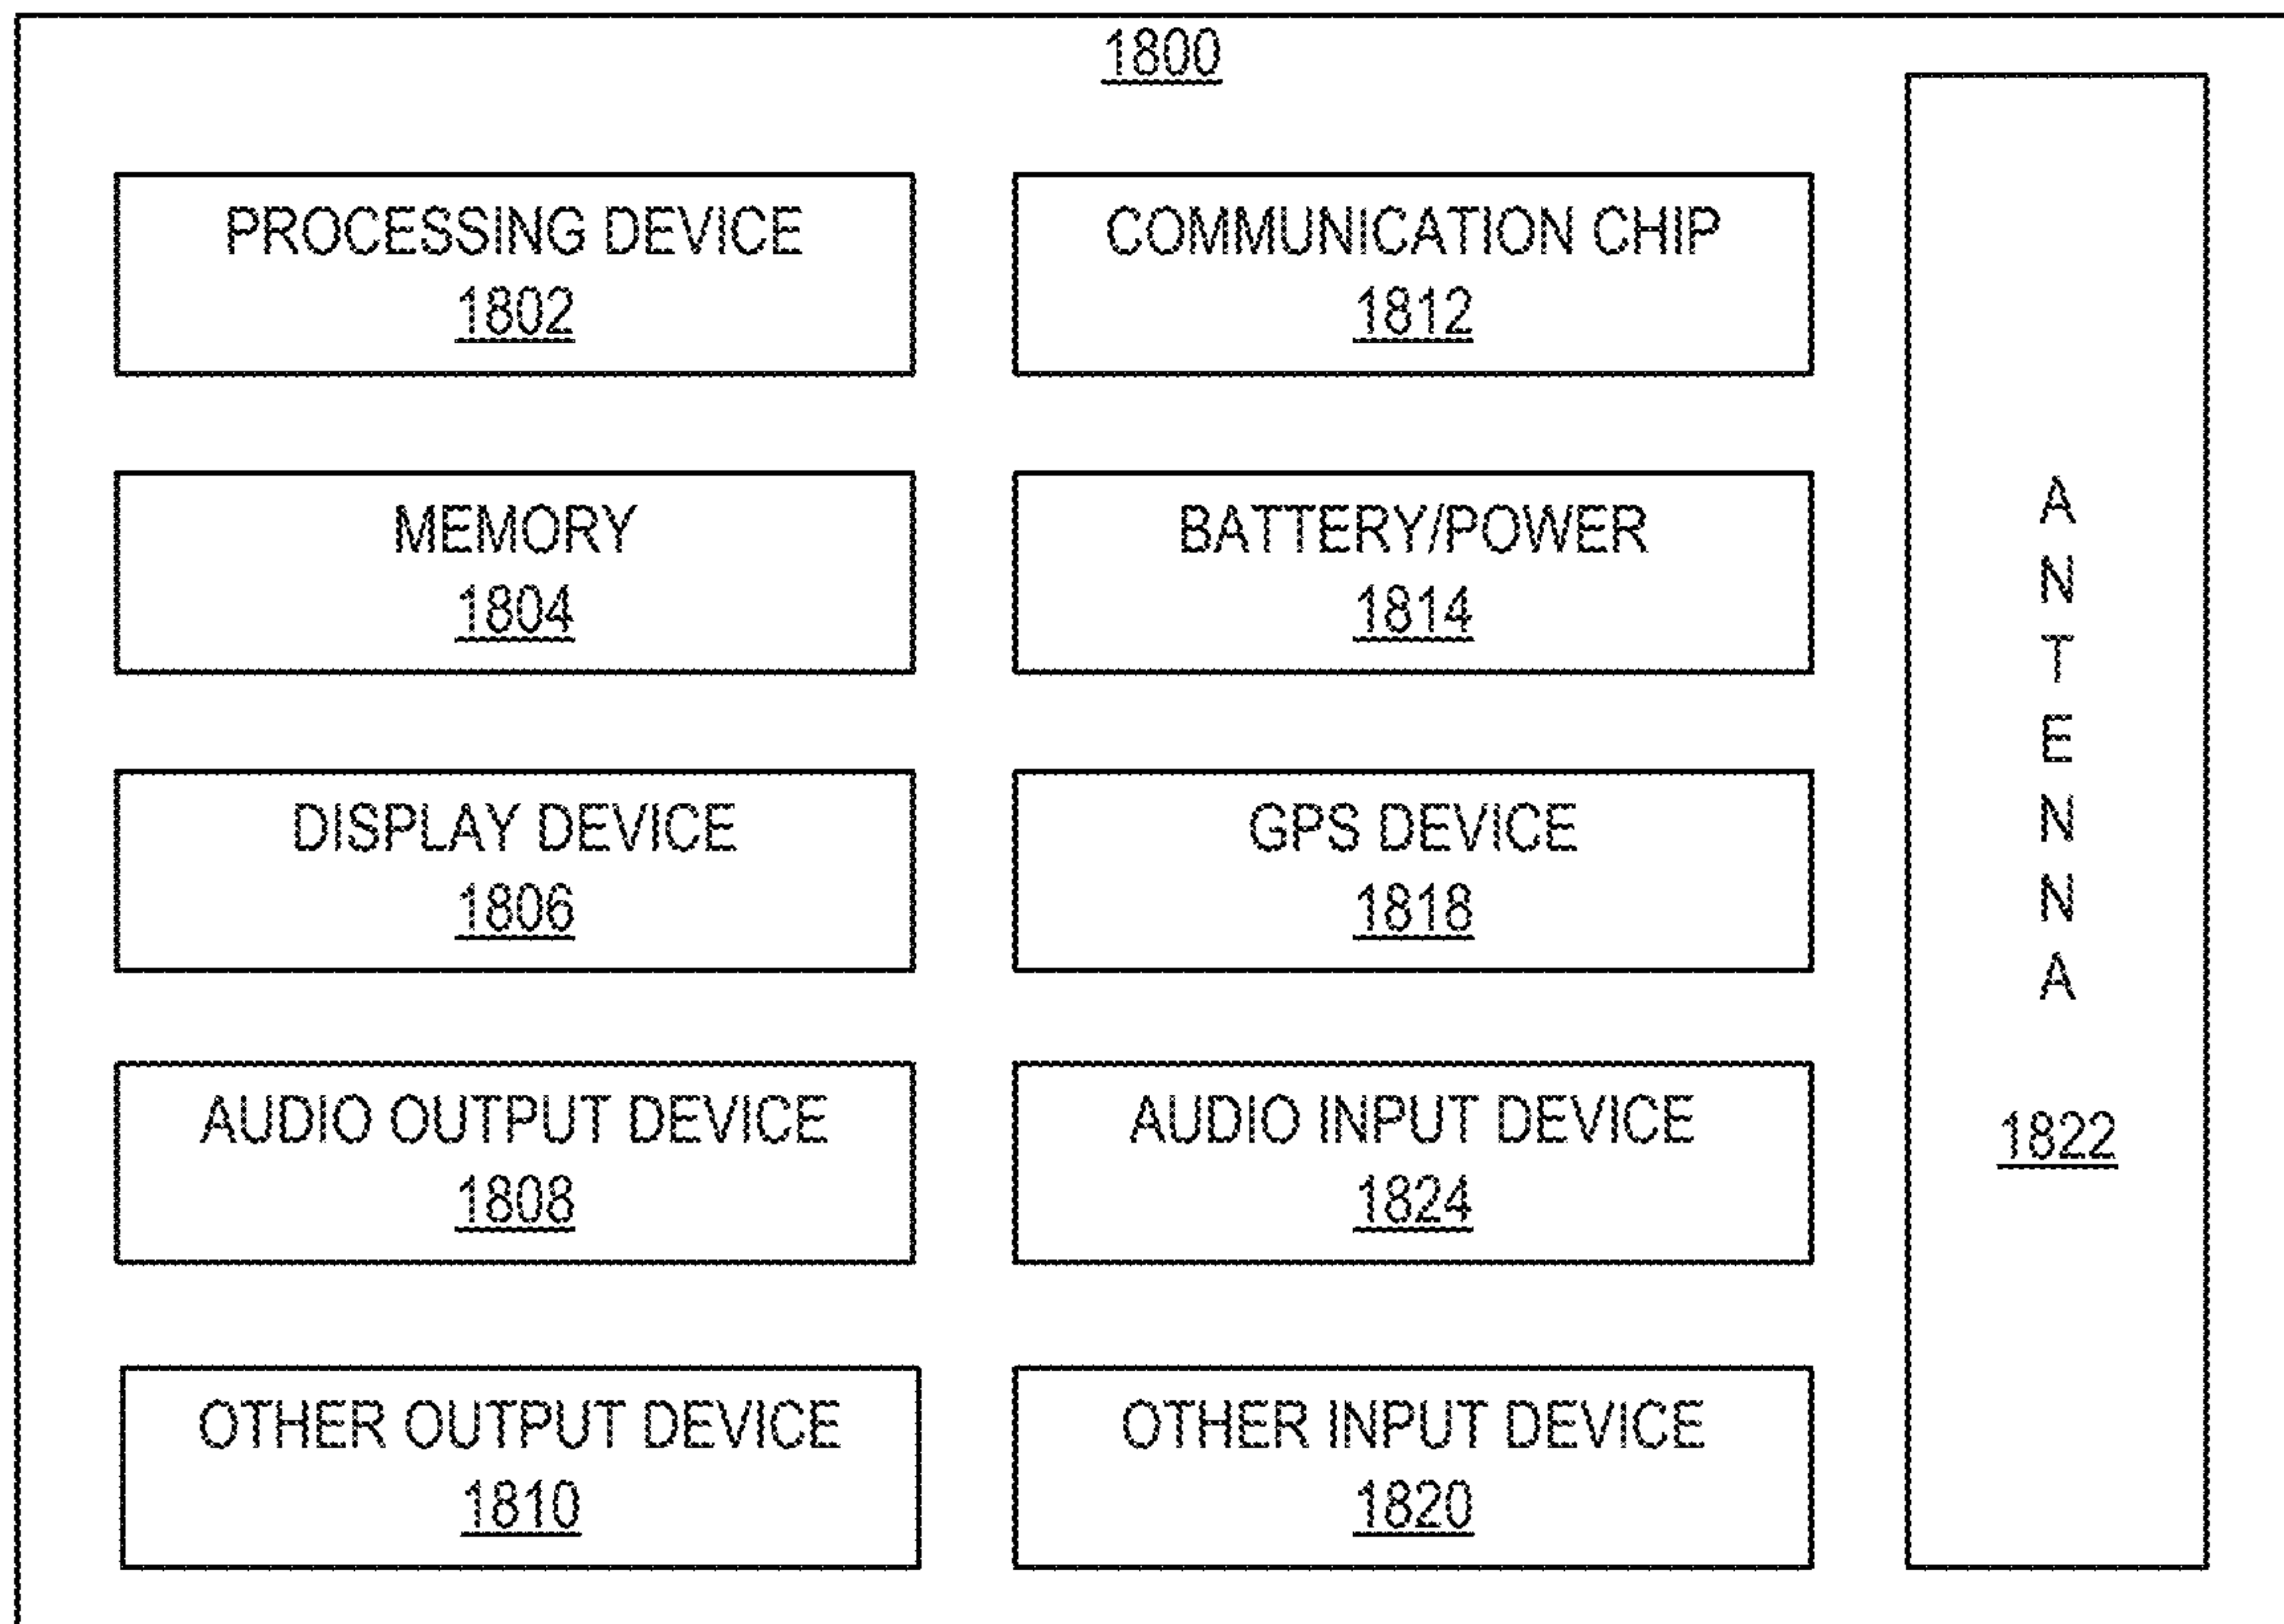 1800
PROCESSING DEVICE
1802
COMMUNICATION CHIP
1812
MEMORY
1804
BATTERY/POWER
1814
DISPLAY DEVICE
1806
GPS DEVICE
1818
AUDIO OUTPUT DEVICE
1808
AUDIO INPUT DEVICE
1824
OTHER OUTPUT DEVICE
1810
OTHER INPUT DEVICE
1820
ANTENNA
1822